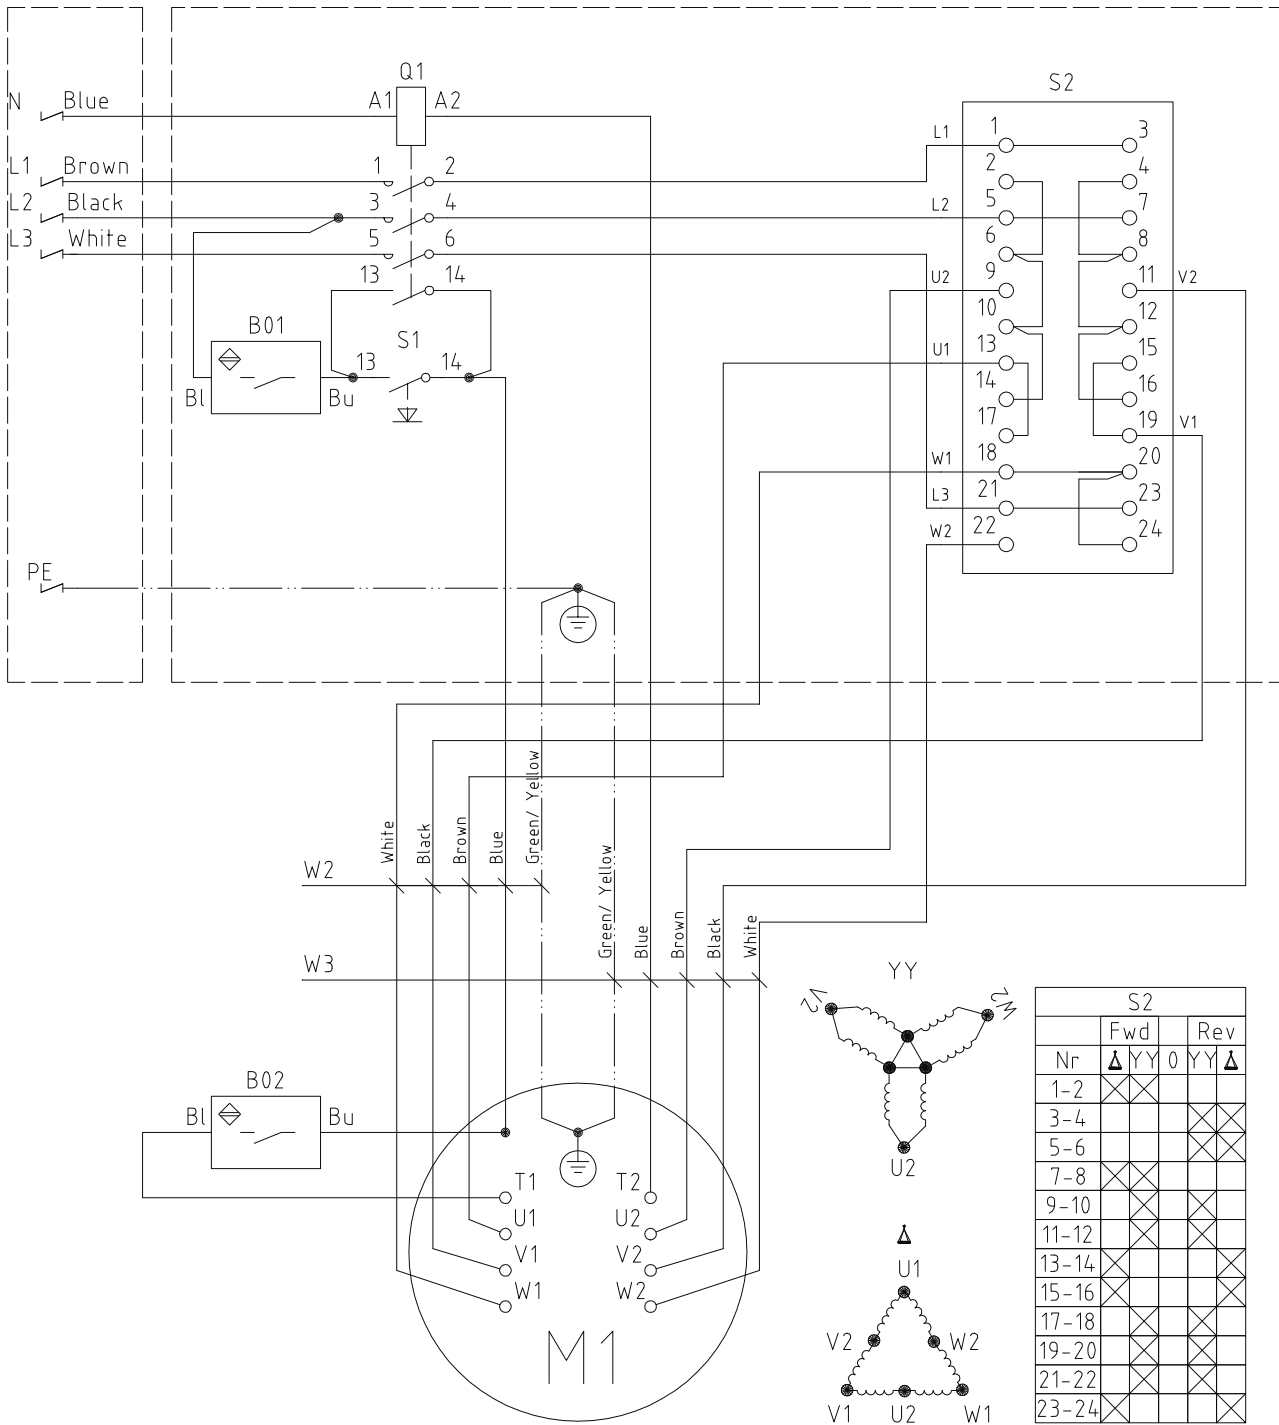 Q1
S2
N Blue A1 A2
L1 Brown 1 2 L1 1 3
L2 Black 3 4 L2 2 4
L3 White 5 6 5 7
13 14 6 8
U2 9 11 V2
10 12
B01 S1 U1 13 15
Bl Bu 13 14 14 16
17 19 V1
W1 18 20
L3 21 23
W2 22 24
PE
White Black Brown Blue Green/ Yellow
W2
Green/ Yellow Blue Brown Black White
W3
YY
V2 W2
U2
B02
Bl Bu
T1 T2
U1 U2
V1 V2
W1 W2
M1
U1
V2 W2
V1 U2 W1
S2
Fwd Rev
Nr Δ YY 0 YY Δ
1-2
3-4
5-6
7-8
9-10
11-12
13-14
15-16
17-18
19-20
21-22
23-24